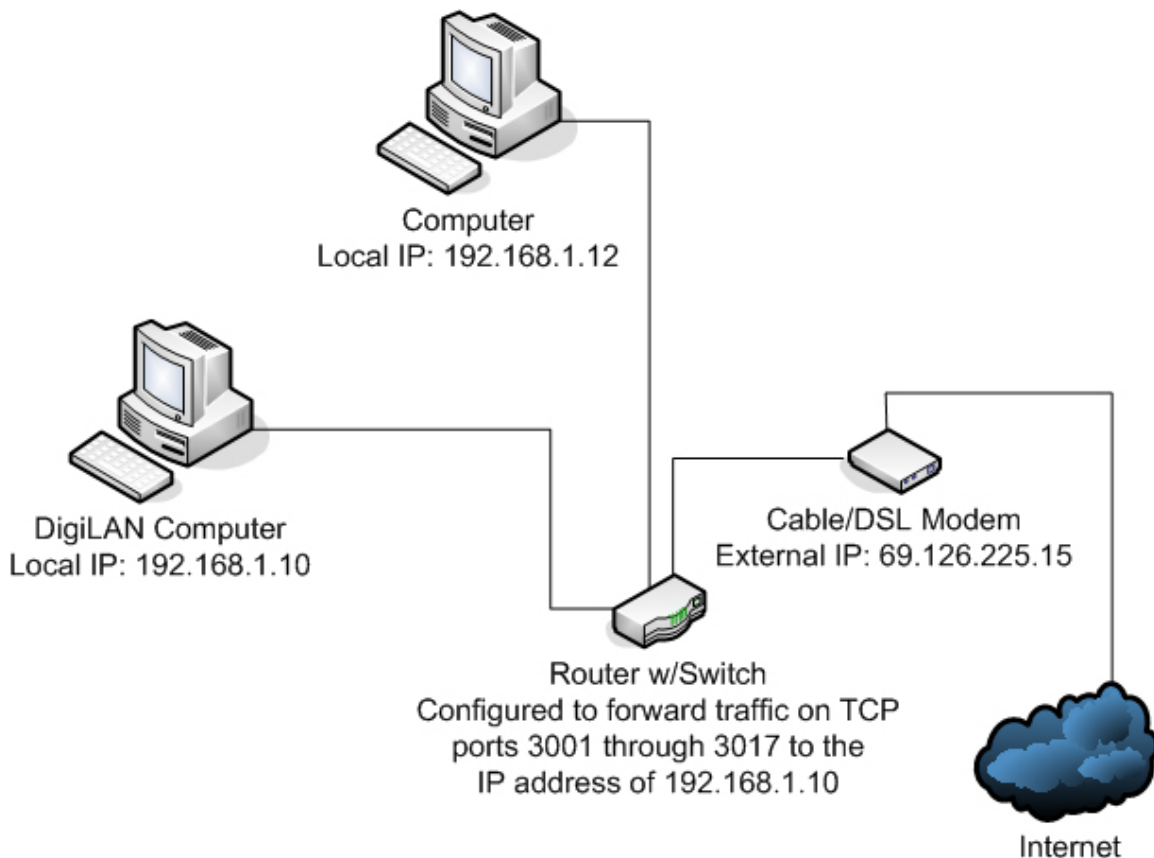 Computer
Local IP: 192.168.1.12
DigiLAN Computer
Local IP: 192.168.1.10
Cable/DSL Modem
External IP: 69.126.225.15
Router w/Switch
Configured to forward traffic on TCP
ports 3001 through 3017 to the
IP address of 192.168.1.10
Internet